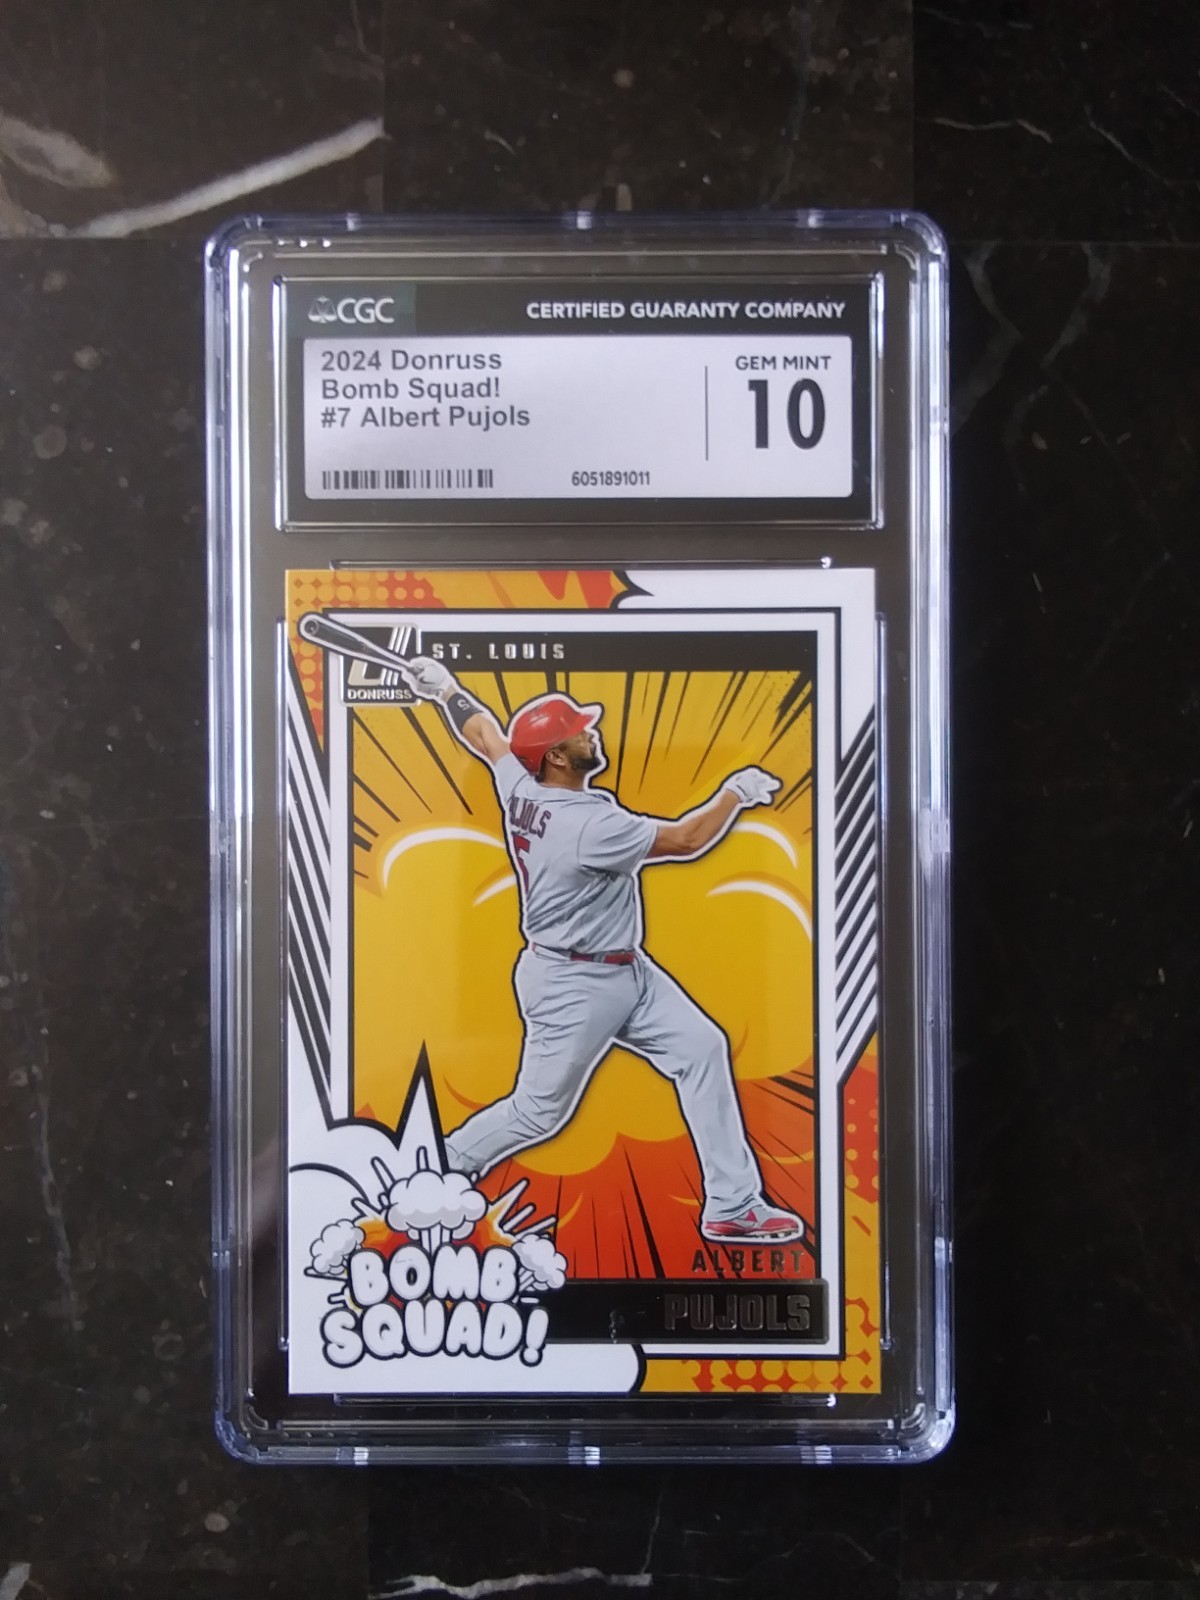 CGC
CERTIFIED GUARANTY COMPANY
2024 Donruss
Bomb Squad!
#7 Albert Pujols
GEM MINT
10
6051891011
ST. LOUIS
DONRUSS
5
5
ALBERT
PUJOLS
BOMB
SQUAD!